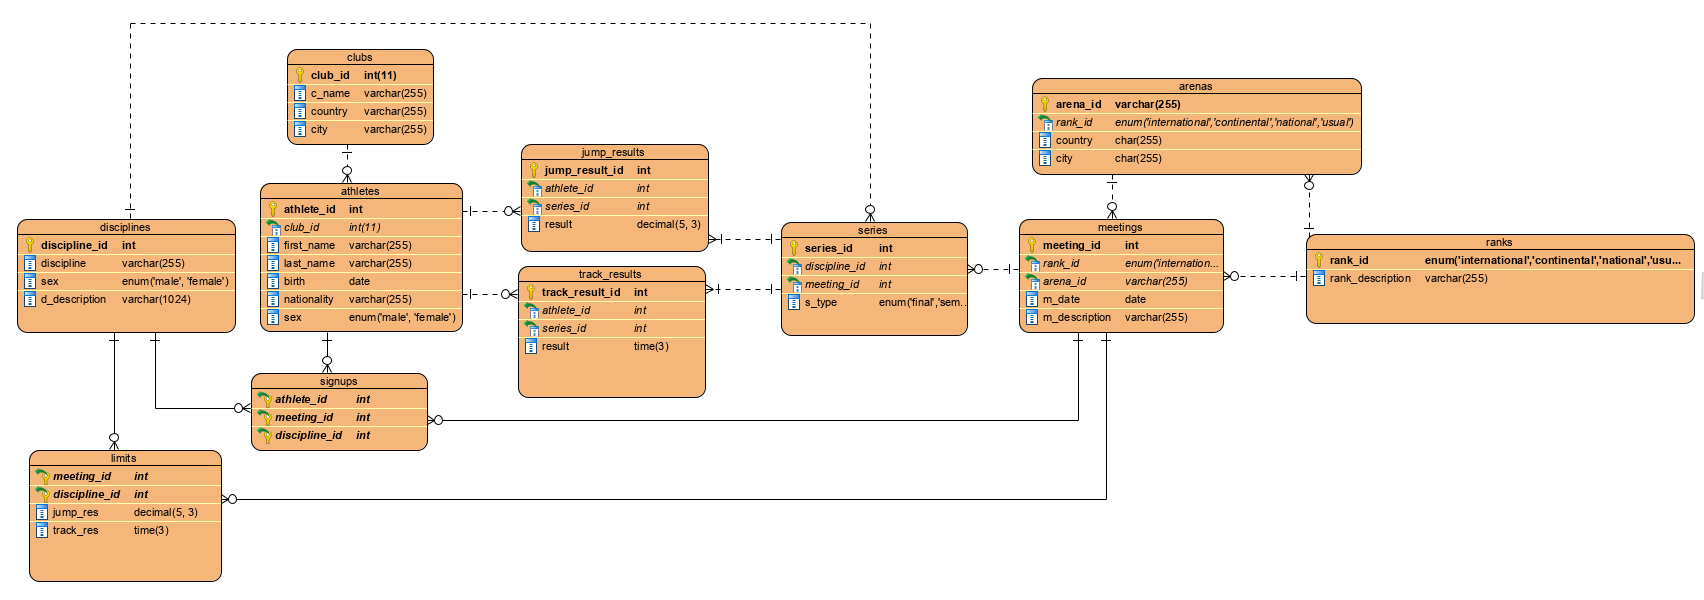 clubs
club_id int(11)
c_name varchar(255)
country varchar(255)
city varchar(255)
arenas
arena_id varchar(255)
rank_id enum('international','continental','national','usual')
country char(255)
city char(255)
jump_results
jump_result_id int
athlete_id int
series_id int
result decimal(5, 3)
athletes
athlete_id int
club_id int(11)
first_name varchar(255)
last_name varchar(255)
birth date
nationality varchar(255)
sex enum('male', 'female')
disciplines
discipline_id int
discipline varchar(255)
sex enum('male', 'female')
d_description varchar(1024)
series
series_id int
discipline_id int
meeting_id int
s_type enum('final','sem...
meetings
meeting_id int
rank_id enum('internation...
arena_id varchar(255)
m_date date
m_description varchar(255)
ranks
rank_id enum('international','continental','national','usu...
rank_description varchar(255)
track_results
track_result_id int
athlete_id int
series_id int
result time(3)
signups
athlete_id int
meeting_id int
discipline_id int
limits
meeting_id int
discipline_id int
jump_res decimal(5, 3)
track_res time(3)